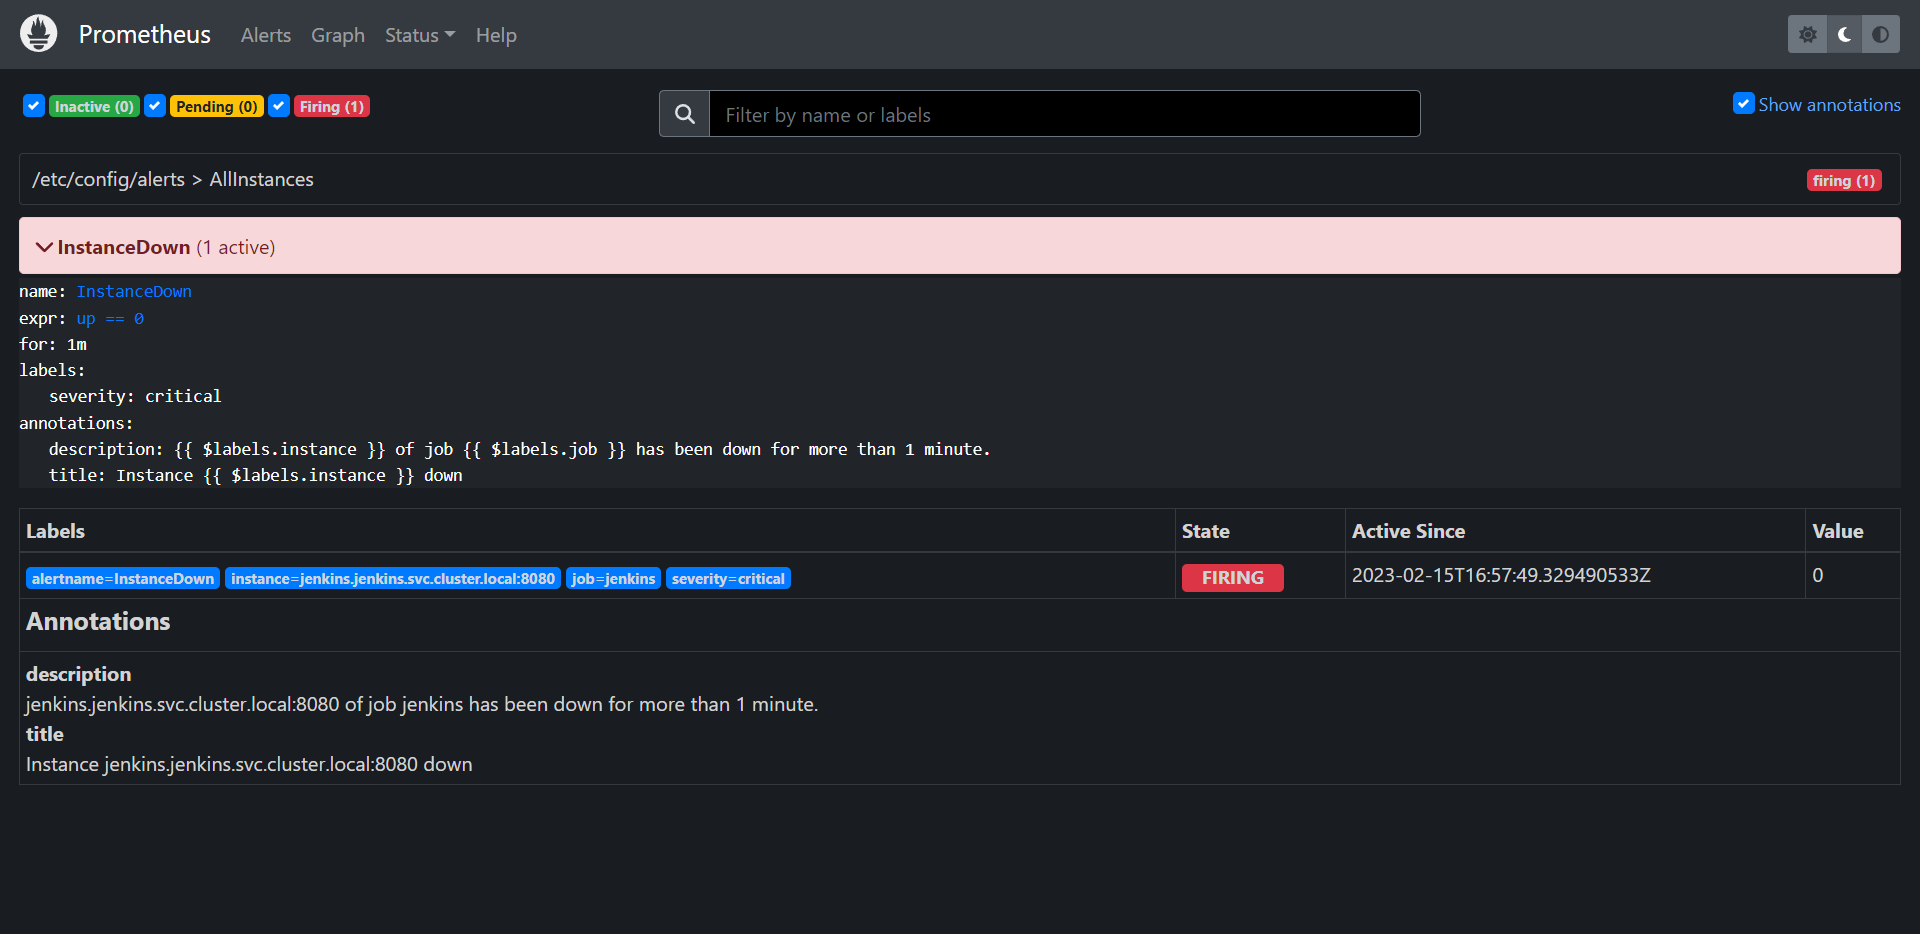 Prometheus Alerts Graph Status Help
Inactive (0) Pending (0) Firing (1) Filter by name or labels Show annotations
/etc/config/alerts > AllInstances firing (1)
InstanceDown (1 active)
name: InstanceDown
expr: up == 0
for: 1m
labels:
severity: critical
annotations:
description: {{ $labels.instance }} of job {{ $labels.job }} has been down for more than 1 minute.
title: Instance {{ $labels.instance }} down
Labels State Active Since Value
alertname=InstanceDown instance=jenkins.jenkins.svc.cluster.local:8080 job=jenkins severity=critical FIRING 2023-02-15T16:57:49.329490533Z 0
Annotations
description
jenkins.jenkins.svc.cluster.local:8080 of job jenkins has been down for more than 1 minute.
title
Instance jenkins.jenkins.svc.cluster.local:8080 down